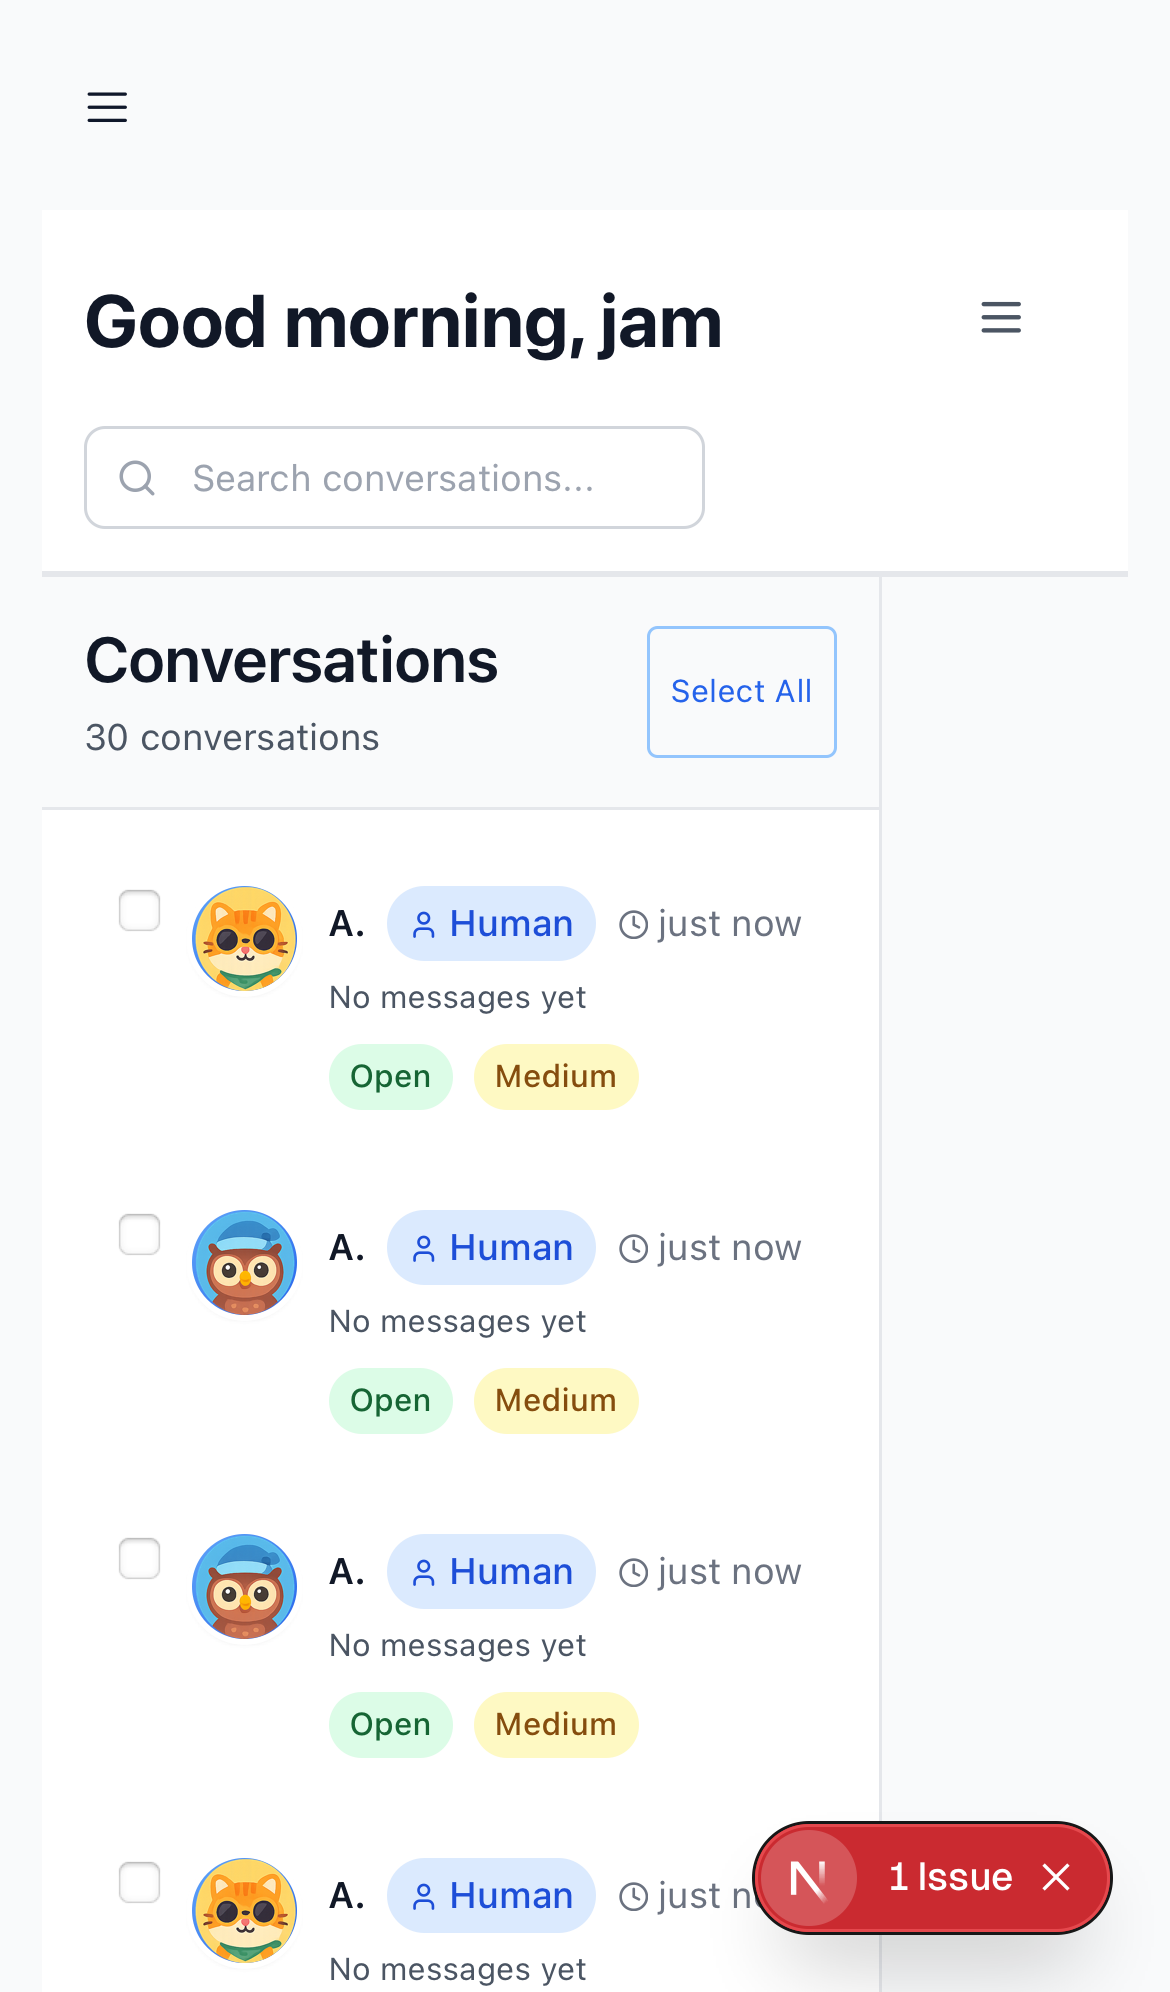 Good morning, jam
Search conversations...
Conversations
30 conversations
Select All
A. Human just now
No messages yet
Open Medium
A. Human just now
No messages yet
Open Medium
A. Human just now
No messages yet
Open Medium
A. Human just
No messages yet
N 1 Issue